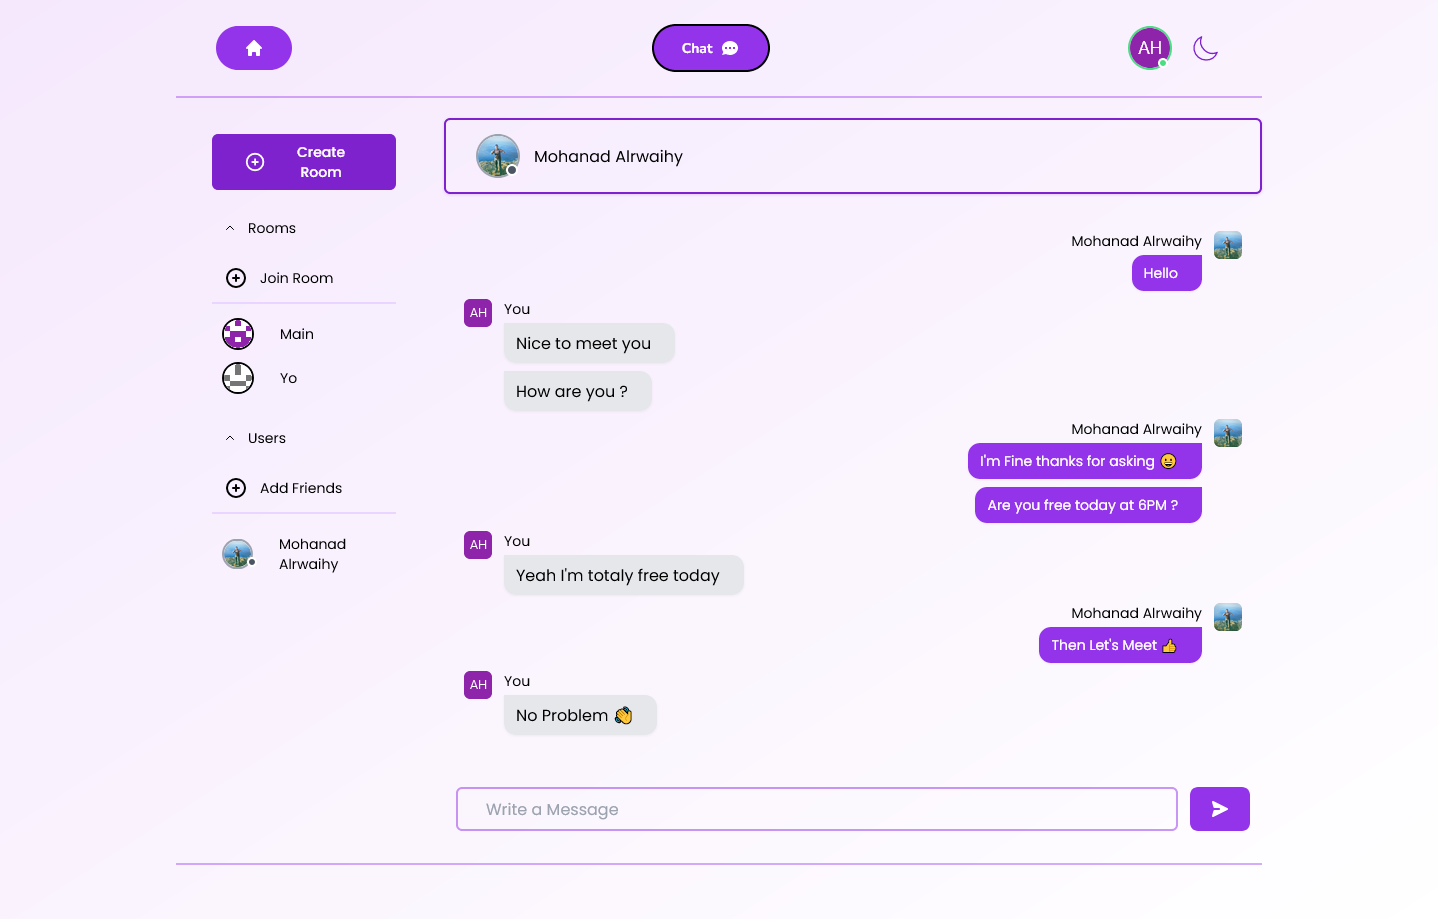 Chat
AH
Create
Room
Rooms
Join Room
Main
Yo
Users
Add Friends
Mohanad
Alrwaihy
Mohanad Alrwaihy
Mohanad Alrwaihy
Hello
AH
You
Nice to meet you
How are you ?
Mohanad Alrwaihy
I'm Fine thanks for asking 😀
Are you free today at 6PM ?
AH
You
Yeah I'm totaly free today
Mohanad Alrwaihy
Then Let's Meet 👍
AH
You
No Problem 👏
Write a Message